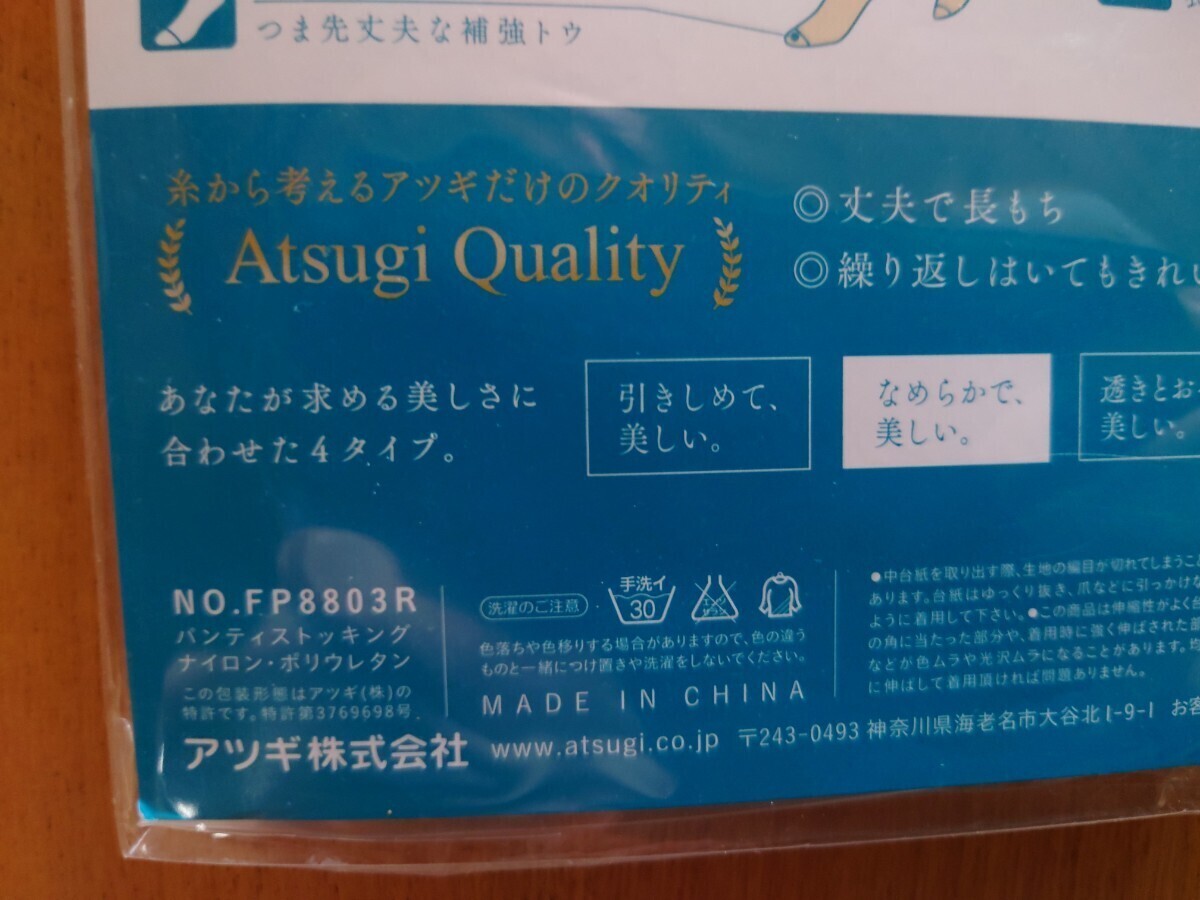 つま先丈夫な補強トウ
糸から考えるアツギだけのクオリティ
Atsugi Quality
◎丈夫で長もち
◎繰り返しはいてもきれい
あなたが求める美しさに
合わせた4タイプ。
引きしめて、
美しい。
なめらかで、
美しい。
透きとお
美しい。
NO.FP8803R
パンティストッキング
ナイロン・ポリウレタン
この包装形態はアツギ(株)の
特許です。特許第3769698号
アツギ株式会社
洗濯のご注意
手洗イ
30
エンソ
サラシ
色落ちや色移りする場合がありますので、色の違う
ものと一緒につけ置きや洗濯をしないでください。
MADE IN CHINA
●中台紙を取り出す際、生地の編目が切れてしまうこと
あります。台紙はゆっくり抜き、爪などに引っかけ
ように着用して下さい。●この商品は伸縮性がよく
の角に当たった部分や、着用時に強く伸ばされた部
などが色ムラや光沢ムラになることがあります。
に伸ばして着用頂ければ問題ありません。
www.atsugi.co.jp 〒243-0493 神奈川県海老名市大谷北1-9-1 お客